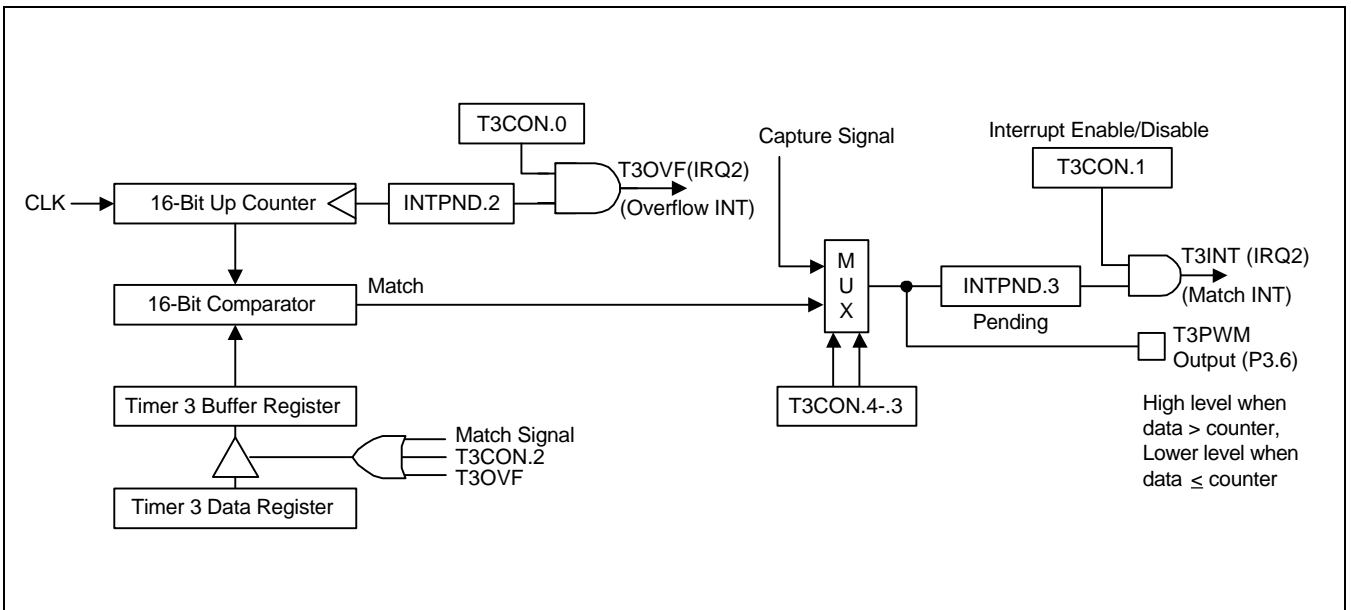 T3CON.0
Capture Signal
Interrupt Enable/Disable
T3CON.1
T3OVF(IRQ2)
(Overflow INT)
CLK
16-Bit Up Counter
INTPND.2
M
U
X
T3INT (IRQ2)
(Match INT)
16-Bit Comparator
Match
INTPND.3
Pending
T3PWM
Output (P3.6)
Timer 3 Buffer Register
T3CON.4-.3
High level when
data > counter,
Lower level when
data ≤ counter
Match Signal
T3CON.2
T3OVF
Timer 3 Data Register